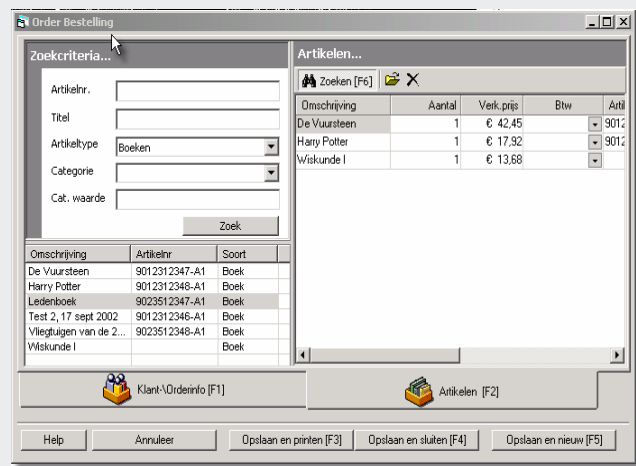 Order Bestelling
Zoekcriteria...
Artikelnr.
Titel
Artikeltype Boeken
Categorie
Cat. waarde
Zoek
Omschrijving Artikelnr Soort
De Vuursteen 9012312347-A1 Boek
Harry Potter 9012312348-A1 Boek
Ledenboek 9023512347-A1 Boek
Test 2, 17 sept 2002 9012312346-A1 Boek
Vliegtuigen van de 2... 9023512348-A1 Boek
Wiskunde I Boek
Artikelen...
Zoeken [F6]
Omschrijving Aantal Verk.prijs Btw Arti
De Vuursteen 1 € 42,45 9012
Harry Potter 1 € 17,92 9012
Wiskunde I 1 € 13,68
Klant-\Orderinfo [F1]
Artikelen [F2]
Help
Annuleer
Opslaan en printen [F3]
Opslaan en sluiten [F4]
Opslaan en nieuw [F5]